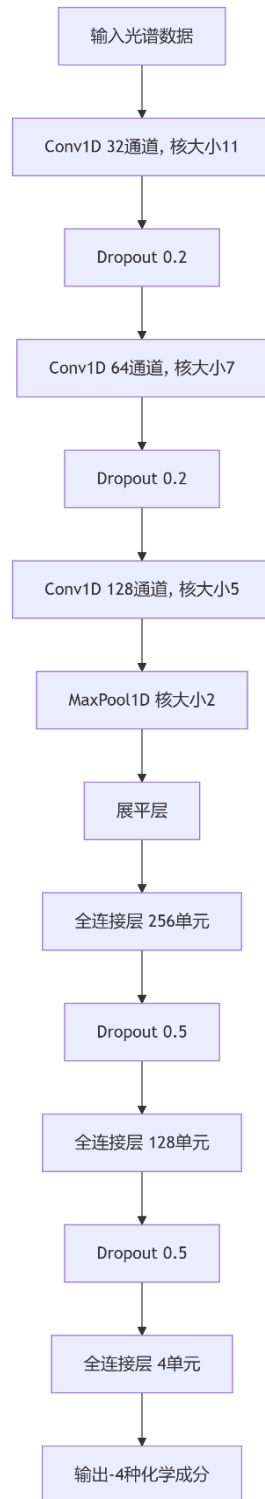 输入光谱数据
Conv1D 32通道, 核大小11
Dropout 0.2
Conv1D 64通道, 核大小7
Dropout 0.2
Conv1D 128通道, 核大小5
MaxPool1D 核大小2
展平层
全连接层 256单元
Dropout 0.5
全连接层 128单元
Dropout 0.5
全连接层 4单元
输出-4种化学成分